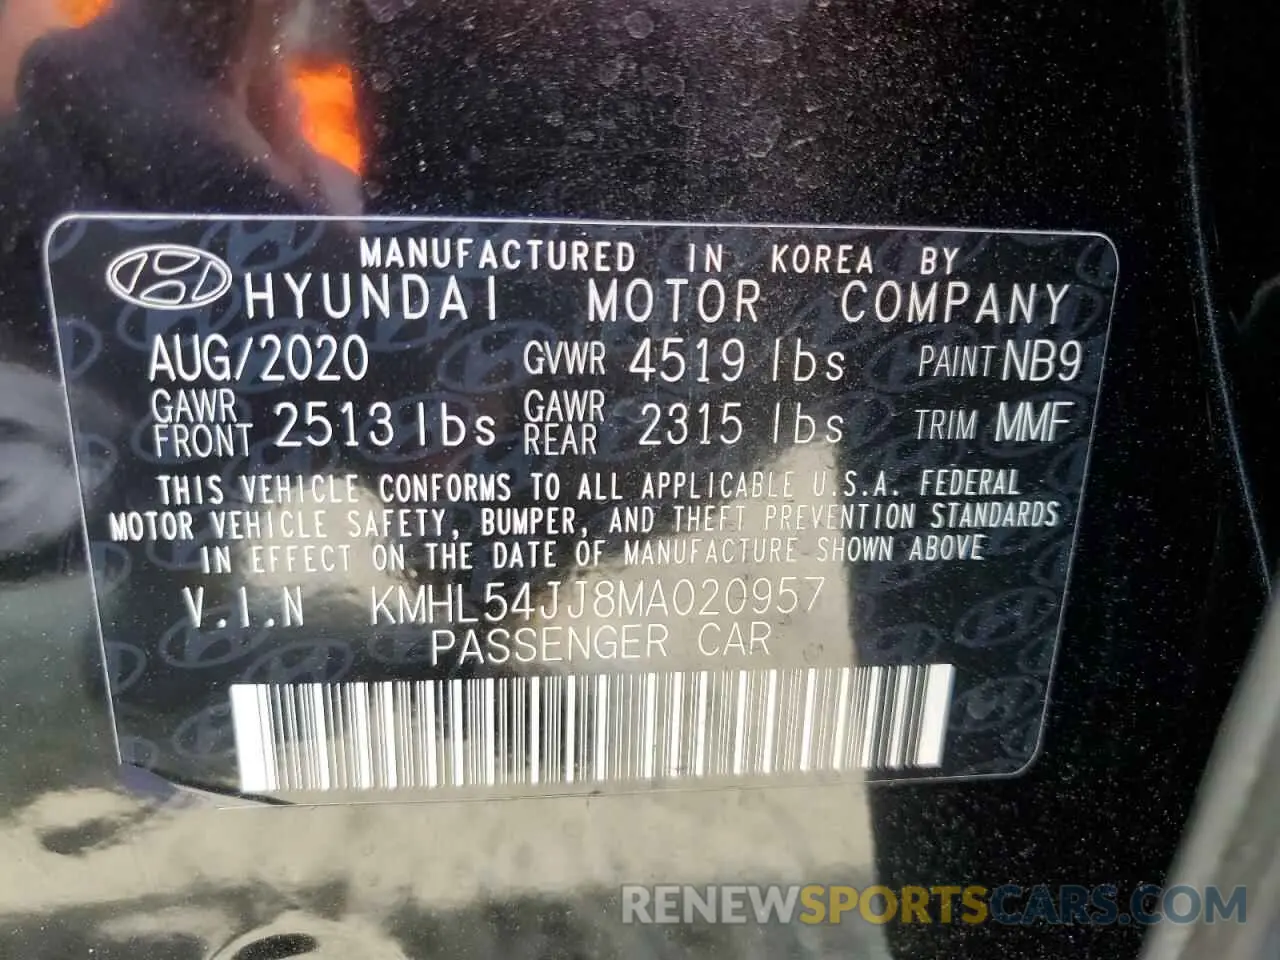 MANUFACTURED IN KOREA BY
HYUNDAI MOTOR COMPANY
AUG/2020 GVWR 4519 lbs PAINT NB9
GAWR FRONT 2513 lbs GAWR REAR 2315 lbs TRIM MMF
THIS VEHICLE CONFORMS TO ALL APPLICABLE U.S.A. FEDERAL
MOTOR VEHICLE SAFETY, BUMPER, AND THEFT PREVENTION STANDARDS
IN EFFECT ON THE DATE OF MANUFACTURE SHOWN ABOVE
V.I.N KMHL54JJ8MA020957
PASSENGER CAR
RENEWSPORTSCARS.COM